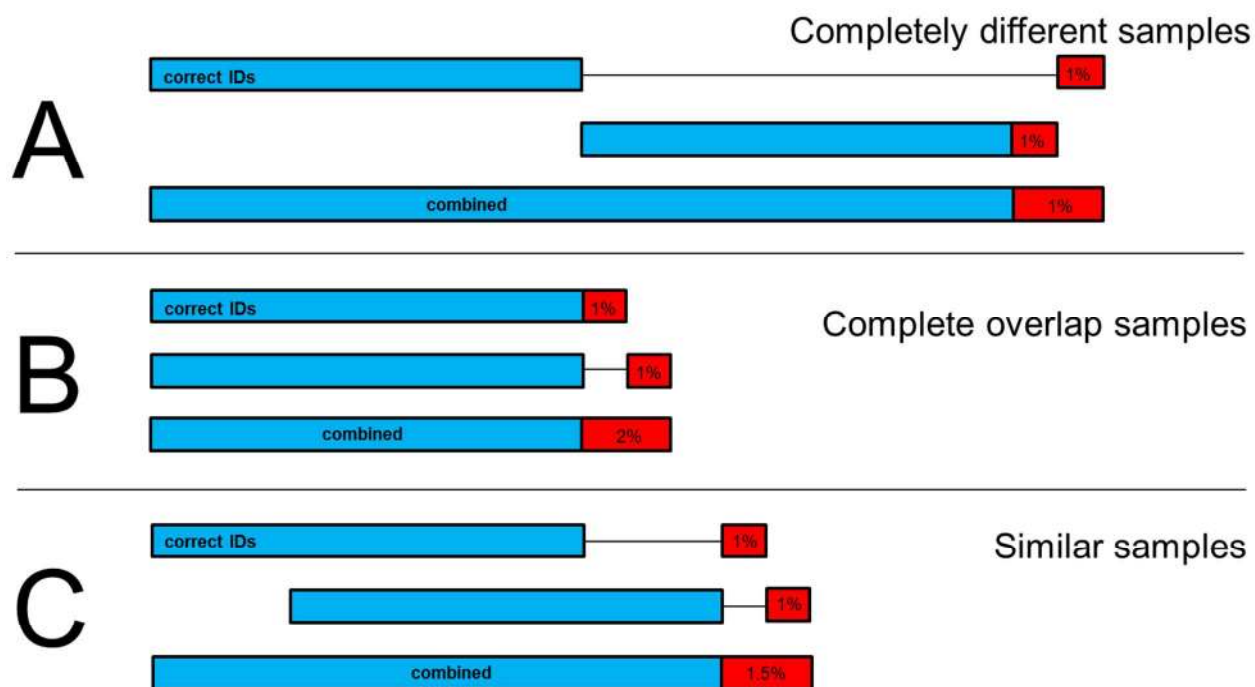 Completely different samples
A
correct IDs
1%
1%
combined
1%
B
correct IDs
1%
Complete overlap samples
1%
combined
2%
C
correct IDs
1%
Similar samples
1%
combined
1.5%